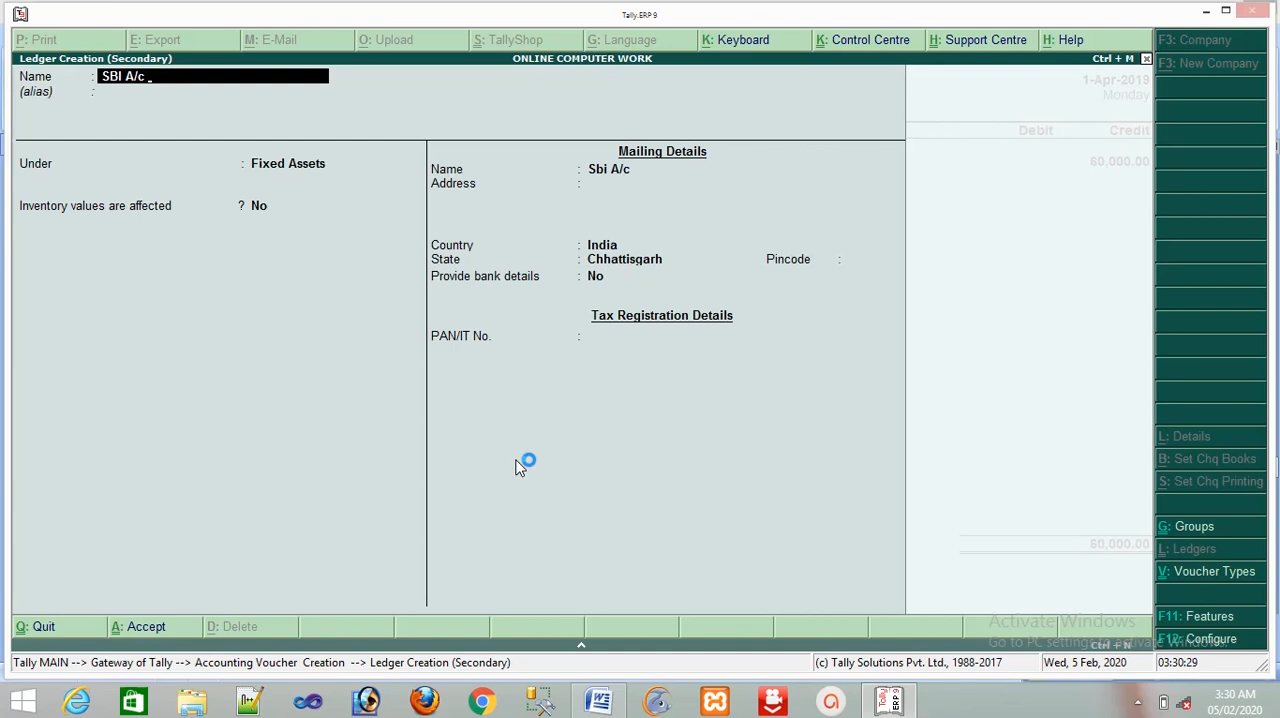 Tally.ERP 9
P: Print E: Export M: E-Mail O: Upload S: TallyShop G: Language K: Keyboard K: Control Centre H: Support Centre H: Help F3: Company
Ledger Creation (Secondary) ONLINE COMPUTER WORK Ctrl + M F3: New Company
Name : SBI A/c _
(alias) :
1-Apr-2019
Monday
Debit Credit
Mailing Details
Under : Fixed Assets
Name : Sbi A/c
60,000.00
Address :
Inventory values are affected ? No
Country : India
State : Chhattisgarh Pincode :
Provide bank details : No
Tax Registration Details
PAN/IT No. :
L: Details
B: Set Chq Books
S: Set Chq Printing
G: Groups
60,000.00 L: Ledgers
V: Voucher Types
F11: Features
F12: Configure
Activate Windows
Go to PC settings to activate Windows.
Q: Quit A: Accept D: Delete
Ctrl + N
Tally MAIN --> Gateway of Tally --> Accounting Voucher Creation --> Ledger Creation (Secondary) (c) Tally Solutions Pvt. Ltd., 1988-2017 Wed, 5 Feb, 2020 03:30:29
3:30 AM
05/02/2020